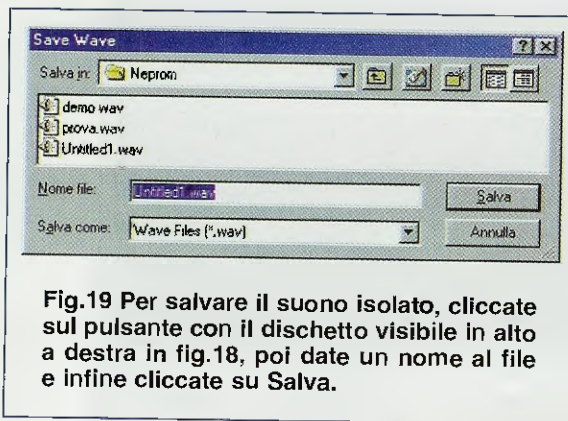 Save Wave
Salva in: Neprom
demo.wav
prova.wav
Untitled1.wav
Nome file: Untitled1.wav Salva
Salva come: Wave Files (*.wav) Annulla
Fig.19 Per salvare il suono isolato, cliccate
sul pulsante con il dischetto visibile in alto
a destra in fig.18, poi date un nome al file
e infine cliccate su Salva.